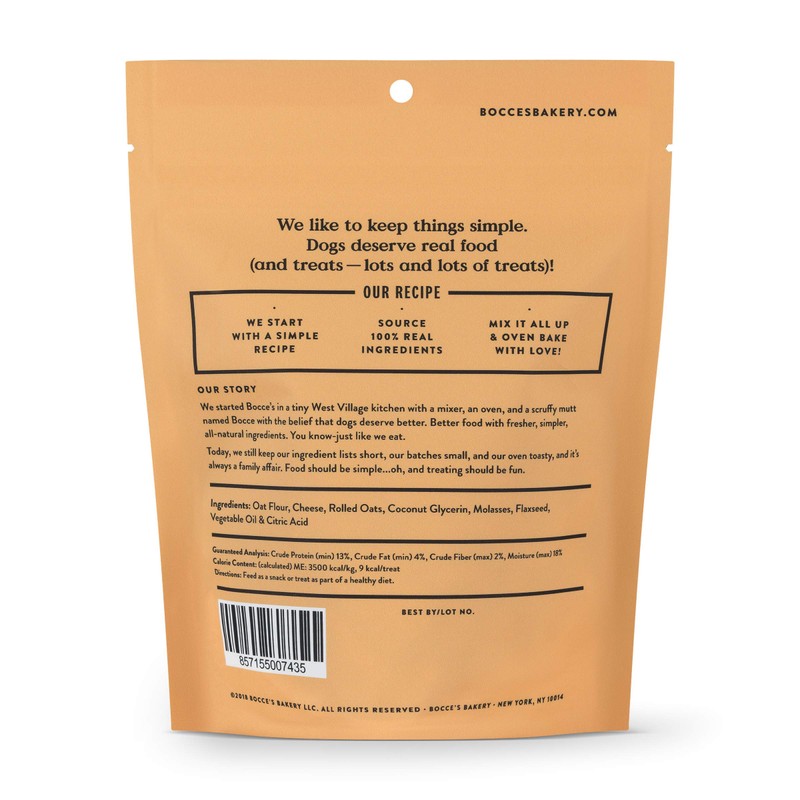 BOCCESBAKERY.COM
We like to keep things simple.
Dogs deserve real food
(and treats—lots and lots of treats)!
OUR RECIPE
WE START
WITH A SIMPLE
RECIPE
SOURCE
100% REAL
INGREDIENTS
MIX IT ALL UP
& OVEN BAKE
WITH LOVE!
OUR STORY
We started Bocce's in a tiny West Village kitchen with a mixer, an oven, and a scruffy mutt
named Bocce with the belief that dogs deserve better. Better food with fresher, simpler,
all-natural ingredients. You know-just like we eat.
Today, we still keep our ingredient lists short, our batches small, and our oven toasty, and it's
always a family affair. Food should be simple...oh, and treating should be fun.
Ingredients: Oat Flour, Cheese, Rolled Oats, Coconut Glycerin, Molasses, Flaxseed,
Vegetable Oil & Citric Acid
Guaranteed Analysis: Crude Protein (min) 13%, Crude Fat (min) 4%, Crude Fiber (max) 2%, Moisture (max) 18%
Calorie Content: (calculated) ME: 3500 kcal/kg, 9 kcal/treat
Directions: Feed as a snack or treat as part of a healthy diet.
BEST BY/LOT NO.
857155007435
©2018 BOCCE'S BAKERY LLC. ALL RIGHTS RESERVED • BOCCE'S BAKERY • NEW YORK, NY 10014